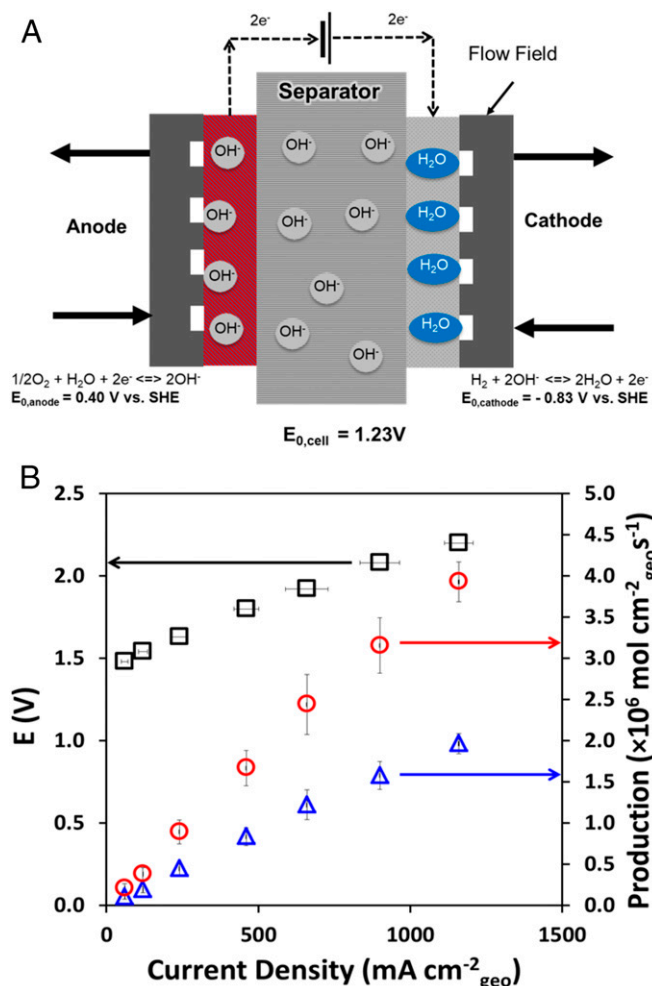 A
2e⁻
2e⁻
Flow Field
Separator
OH⁻
OH⁻
OH⁻
H₂O
OH⁻
OH⁻
OH⁻
H₂O
Anode
Cathode
OH⁻
OH⁻
H₂O
OH⁻
OH⁻
H₂O
OH⁻
1/2O₂ + H₂O + 2e⁻ <=> 2OH⁻
H₂ + 2OH⁻ <=> 2H₂O + 2e⁻
E₀,anode = 0.40 V vs. SHE
E₀,cathode = - 0.83 V vs. SHE
E₀,cell = 1.23V
B
2.5
2.0
1.5
1.0
0.5
0.0
E (V)
5.0
4.5
4.0
3.5
3.0
2.5
2.0
1.5
1.0
0.5
0.0
Production (×10⁶ mol cm⁻²geo s⁻¹)
0
500
1000
1500
Current Density (mA cm⁻²geo)